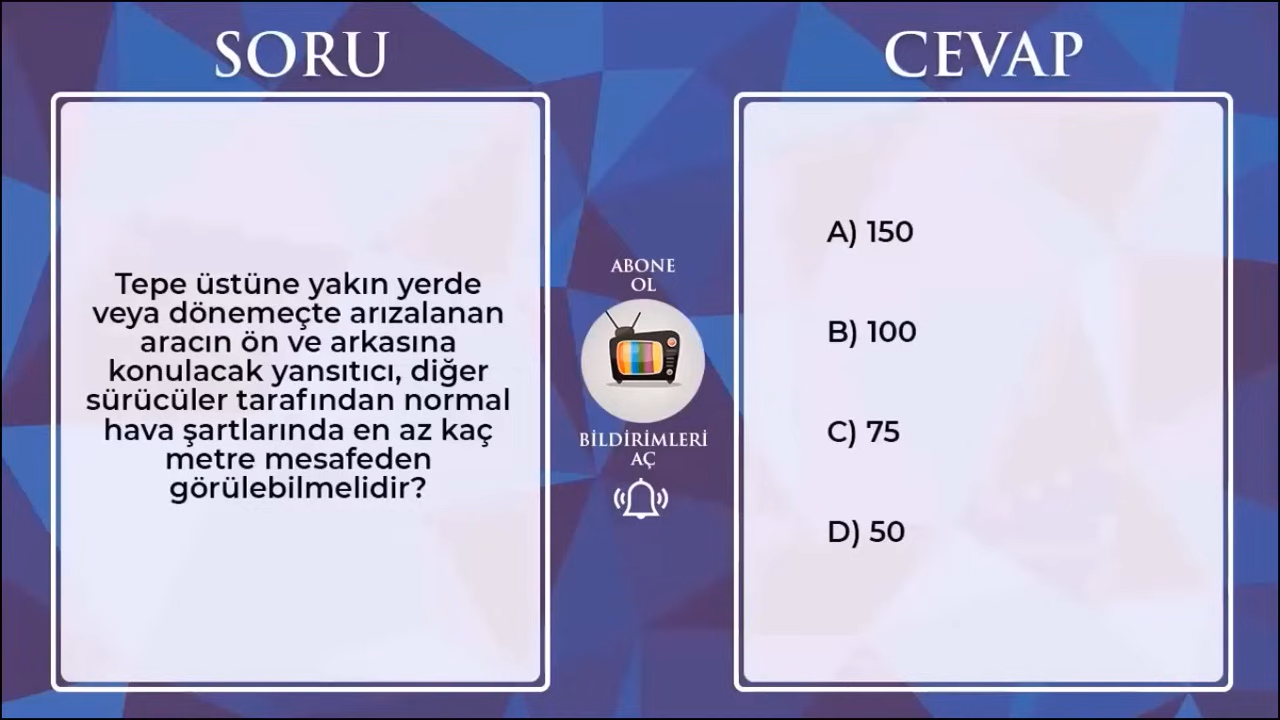 SORU
Tepe üstüne yakın yerde
veya dönemeçte arızalanan
aracın ön ve arkasına
konulacak yansıtıcı, diğer
sürücüler tarafından normal
hava şartlarında en az kaç
metre mesafeden
görülebilmelidir?
ABONE
OL
BİLDİRİMLERİ
AÇ
CEVAP
A) 150
B) 100
C) 75
D) 50